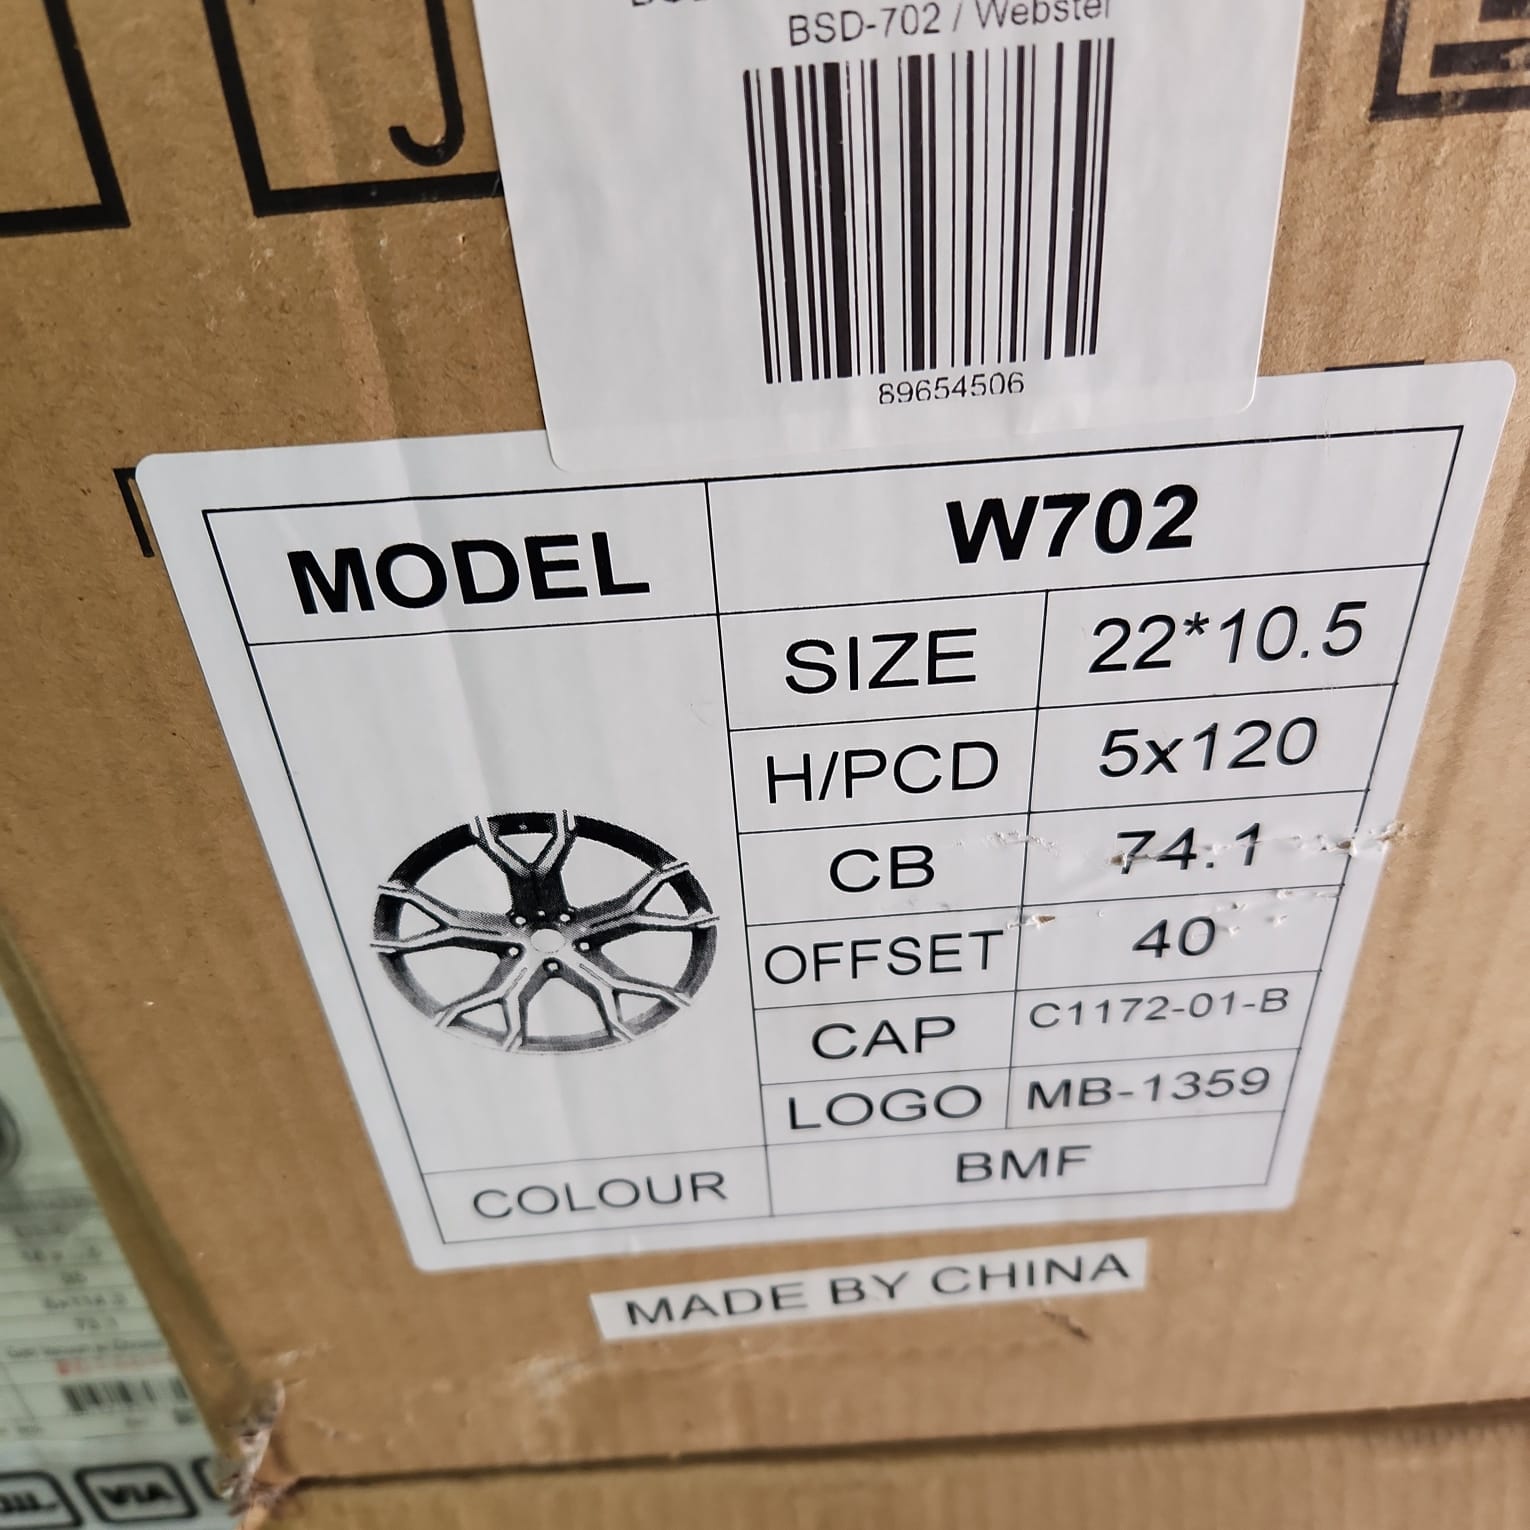 J
BSD-702 / Webster
89654506
MODEL W702
SIZE 22*10.5
H/PCD 5x120
CB 74.1
OFFSET 40
CAP C1172-01-B
LOGO MB-1359
COLOUR BMF
MADE BY CHINA
VIA